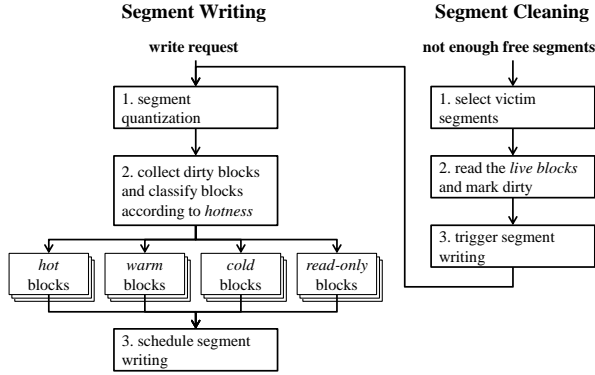 Segment Writing
write request
1. segment
quantization
2. collect dirty blocks
and classify blocks
according to hotness
hot
blocks
warm
blocks
cold
blocks
read-only
blocks
3. schedule segment
writing
Segment Cleaning
not enough free segments
1. select victim
segments
2. read the live blocks
and mark dirty
3. trigger segment
writing